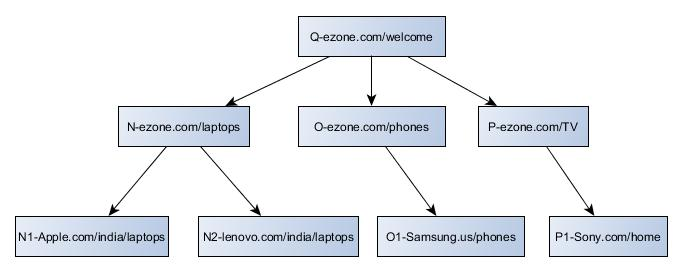 Q-ezone.com/welcome
N-ezone.com/laptops
O-ezone.com/phones
P-ezone.com/TV
N1-Apple.com/india/laptops
N2-lenovo.com/india/laptops
O1-Samsung.us/phones
P1-Sony.com/home